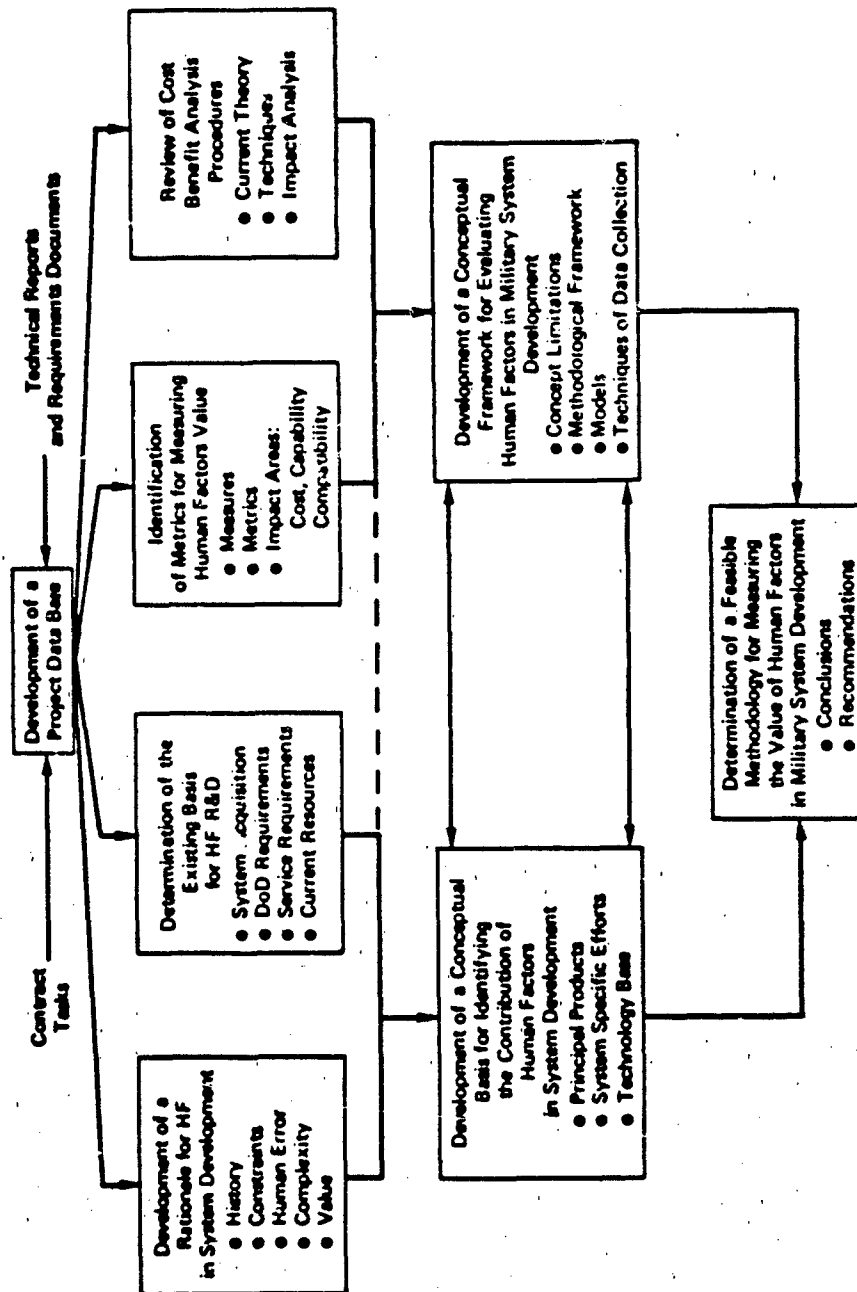 Contract
Tasks
Development of a
Project Data Base
Technical Reports
and Requirements Documents
Development of a
Rationale for HF
in System Development
● History
● Constraints
● Human Error
● Complexity
● Value
Determination of the
Existing Basis
for HF R&D
● System .cquisition
● DoD Requirements
● Service Requirements
● Current Resources
Identification
of Metrics for Measuring
Human Factors Value
● Measures
● Metrics
● Impact Areas:
Cost, Capability
Compatibility
Review of Cost
Benefit Analysis
Procedures
● Current Theory
● Techniques
● Impact Analysis
Development of a Conceptual
Basis for Identifying
the Contribution of
Human Factors
in System Development
● Principal Products
● System Specific Efforts
● Technology Base
Development of a Conceptual
Framework for Evaluating
Human Factors in Military System
Development
● Concept Limitations
● Methodological Framework
● Models
● Techniques of Data Collection
Determination of a Feasible
Methodology for Measuring
the Value of Human Factors
in Military System Development
● Conclusions
● Recommendations